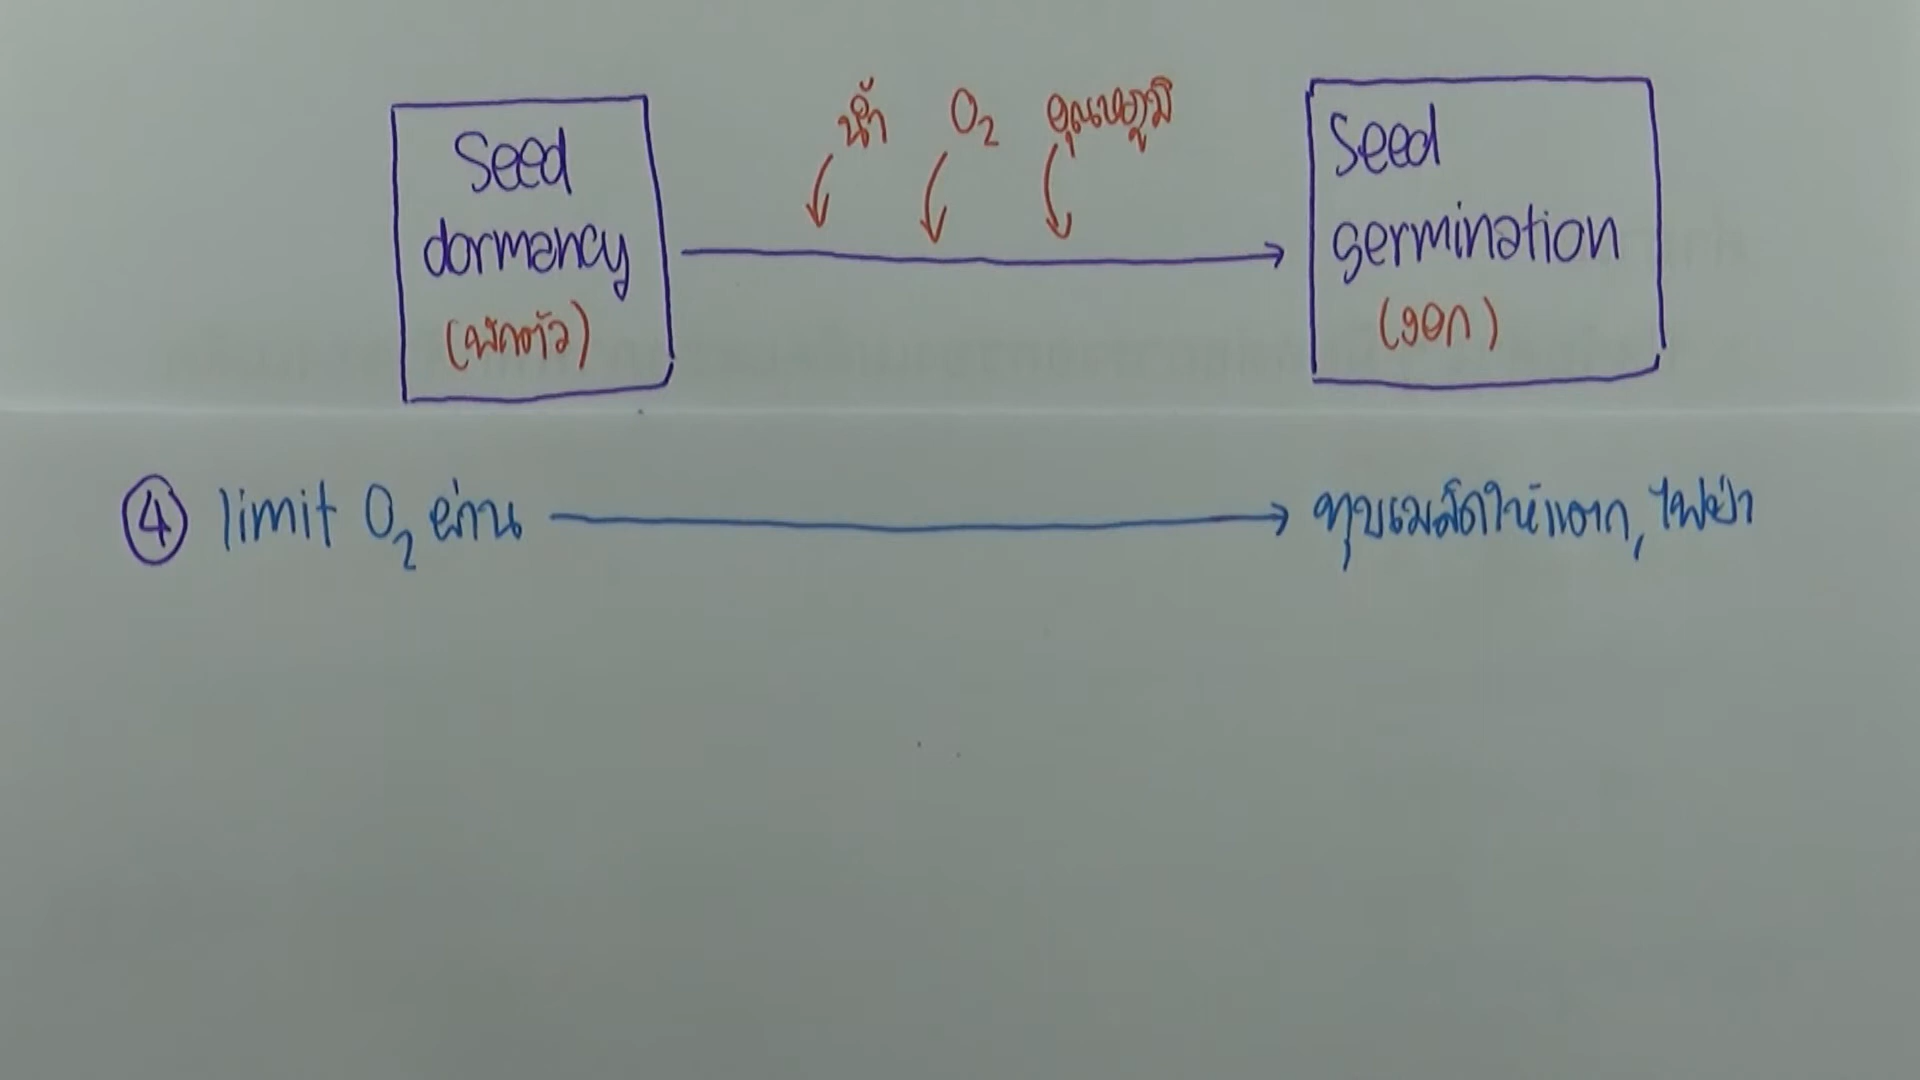 Seed
dormancy
(พักตัว)
น้ำ O₂ อุณหภูมิ
Seed
germination
(งอก)
④ limit O₂ ผ่าน → ทุบเมล็ดให้แตก, ไฟป่า